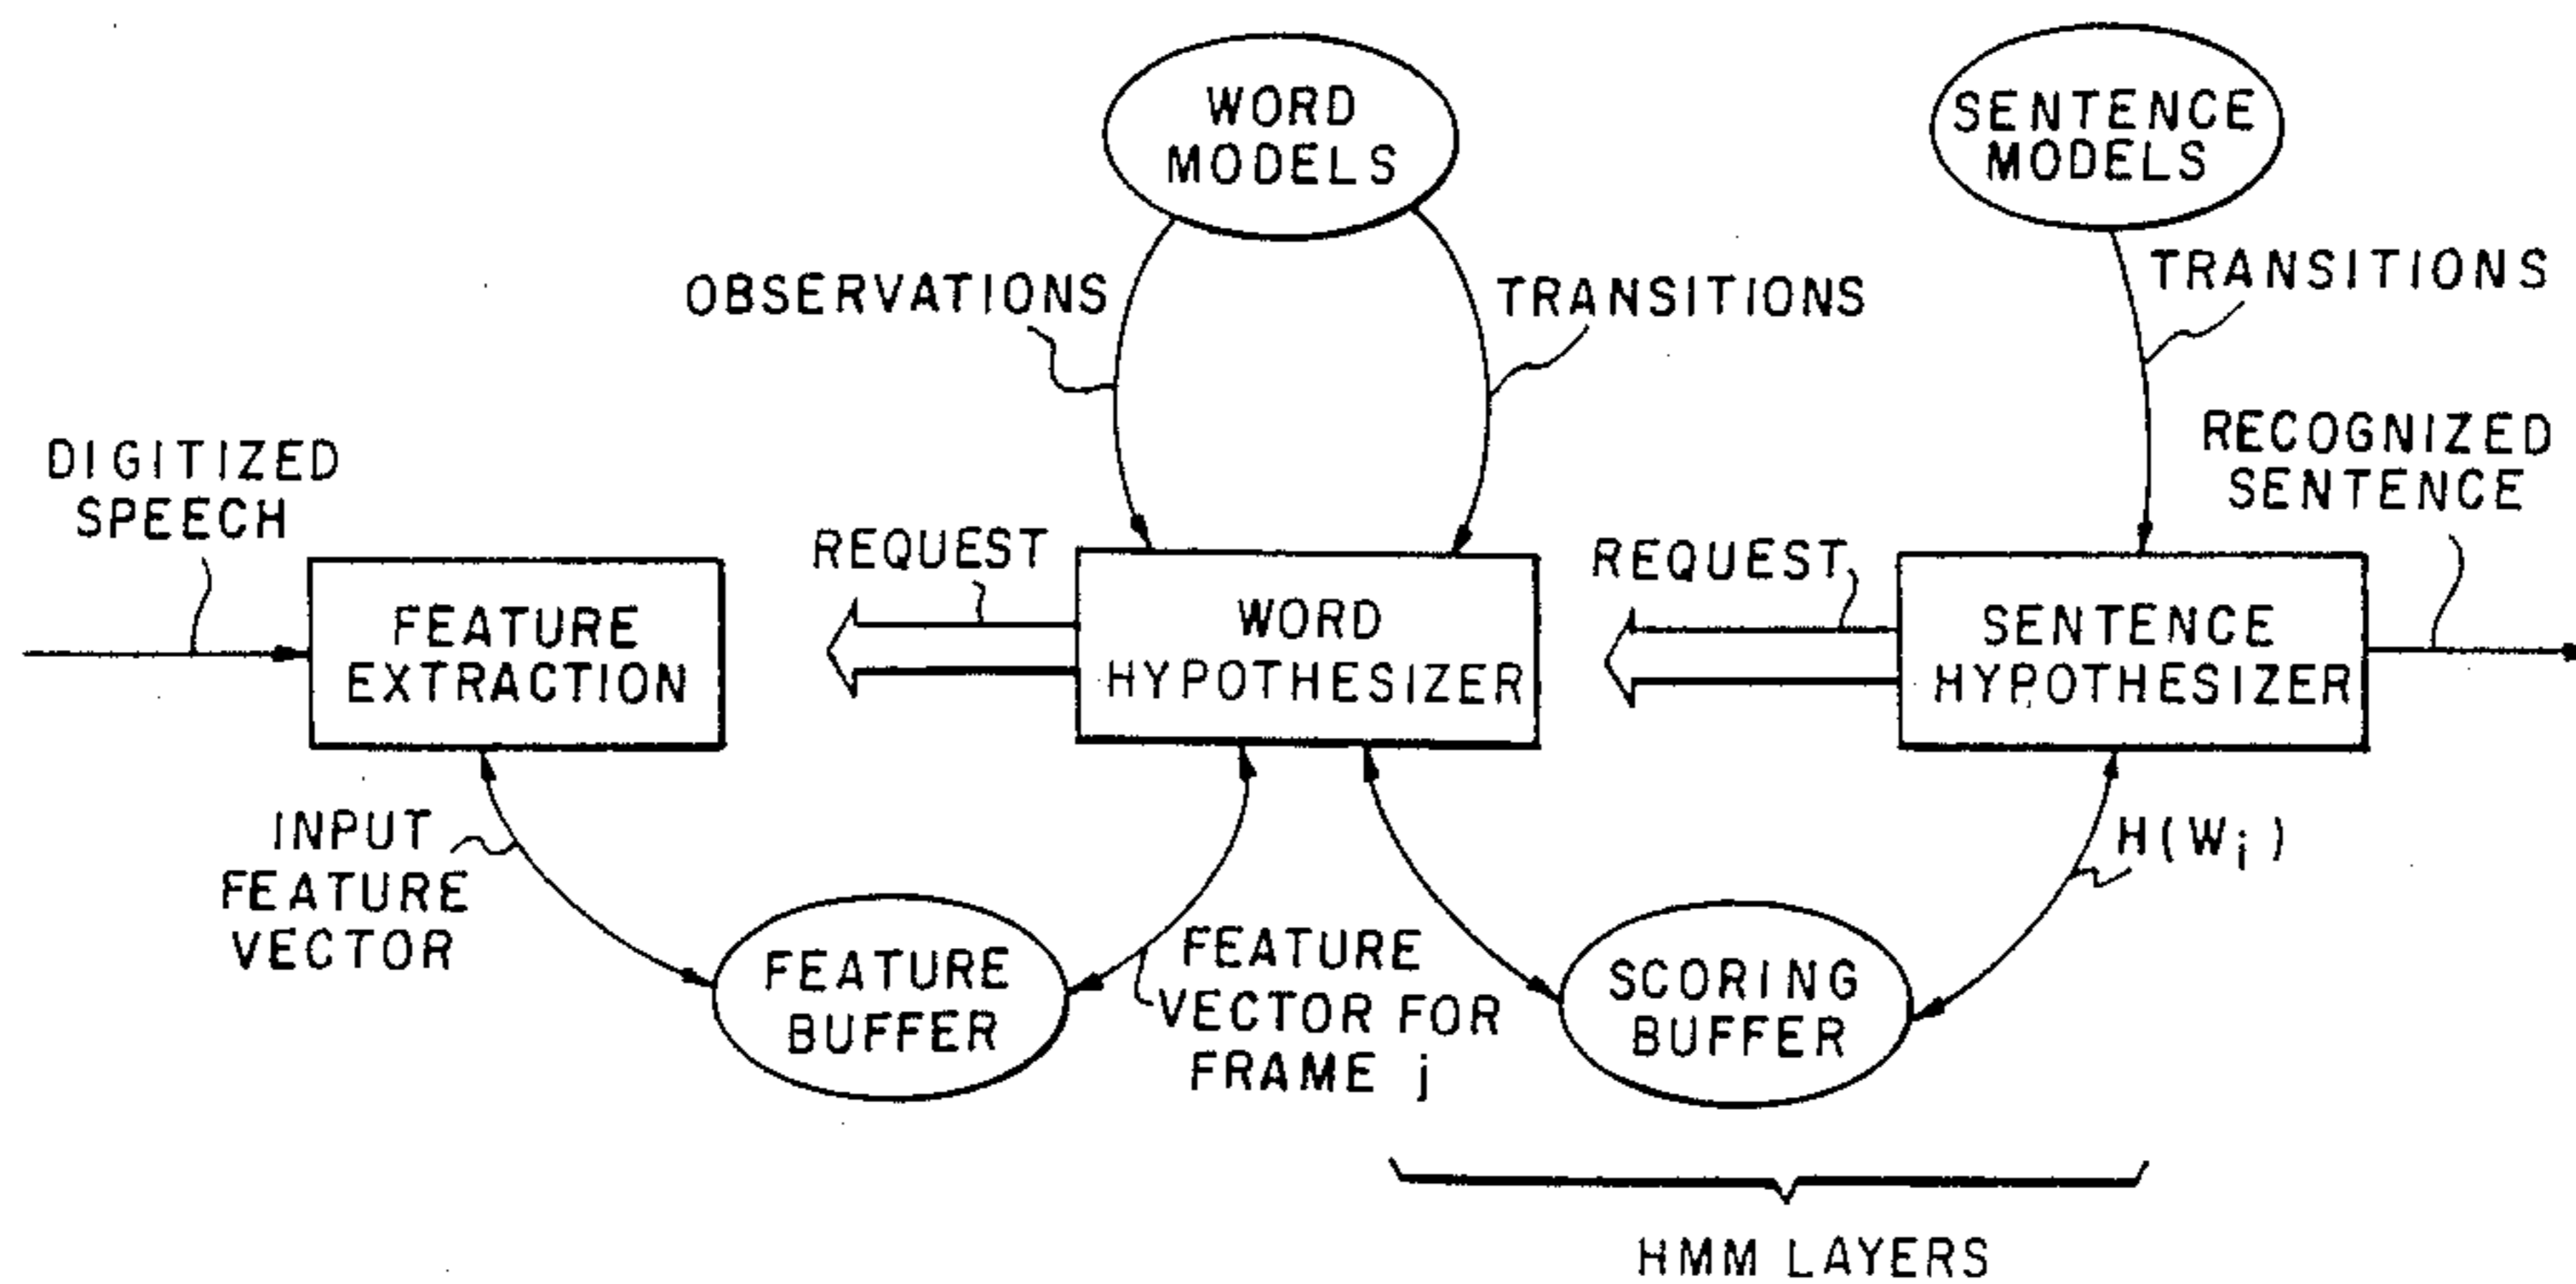 WORD
MODELS
SENTENCE
MODELS
OBSERVATIONS
TRANSITIONS
TRANSITIONS
DIGITIZED
SPEECH
RECOGNIZED
SENTENCE
REQUEST
REQUEST
FEATURE
EXTRACTION
WORD
HYPOTHESIZER
SENTENCE
HYPOTHESIZER
INPUT
FEATURE
VECTOR
H(Wi)
FEATURE
BUFFER
FEATURE
VECTOR FOR
FRAME j
SCORING
BUFFER
HMM LAYERS